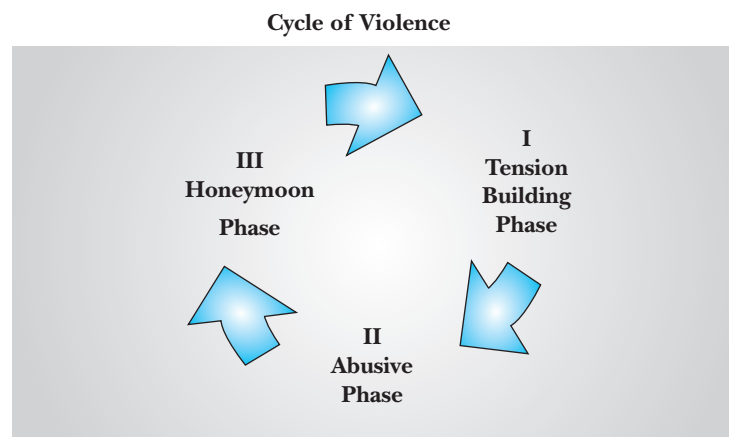 Cycle of Violence
I
Tension
Building
Phase
II
Abusive
Phase
III
Honeymoon
Phase